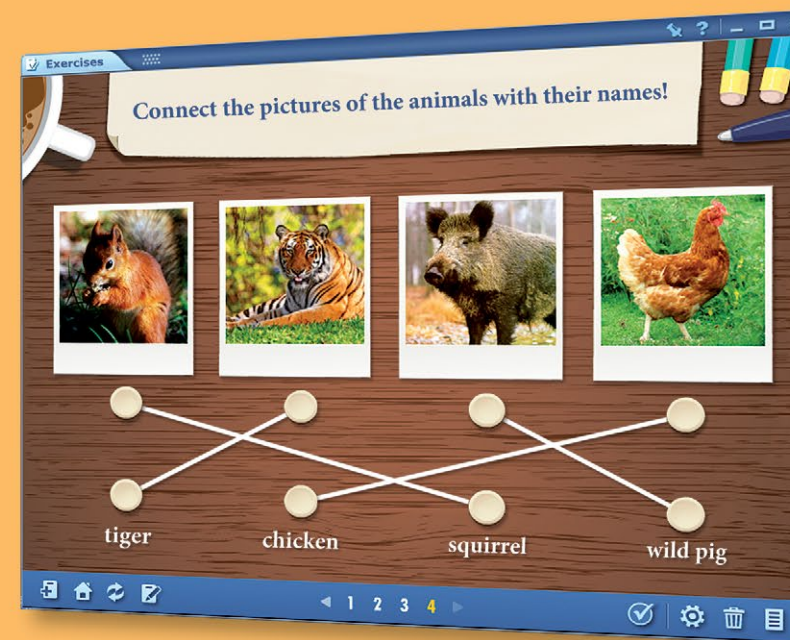 Exercises
?
Connect the pictures of the animals with their names!
tiger
chicken
squirrel
wild pig
1 2 3 4